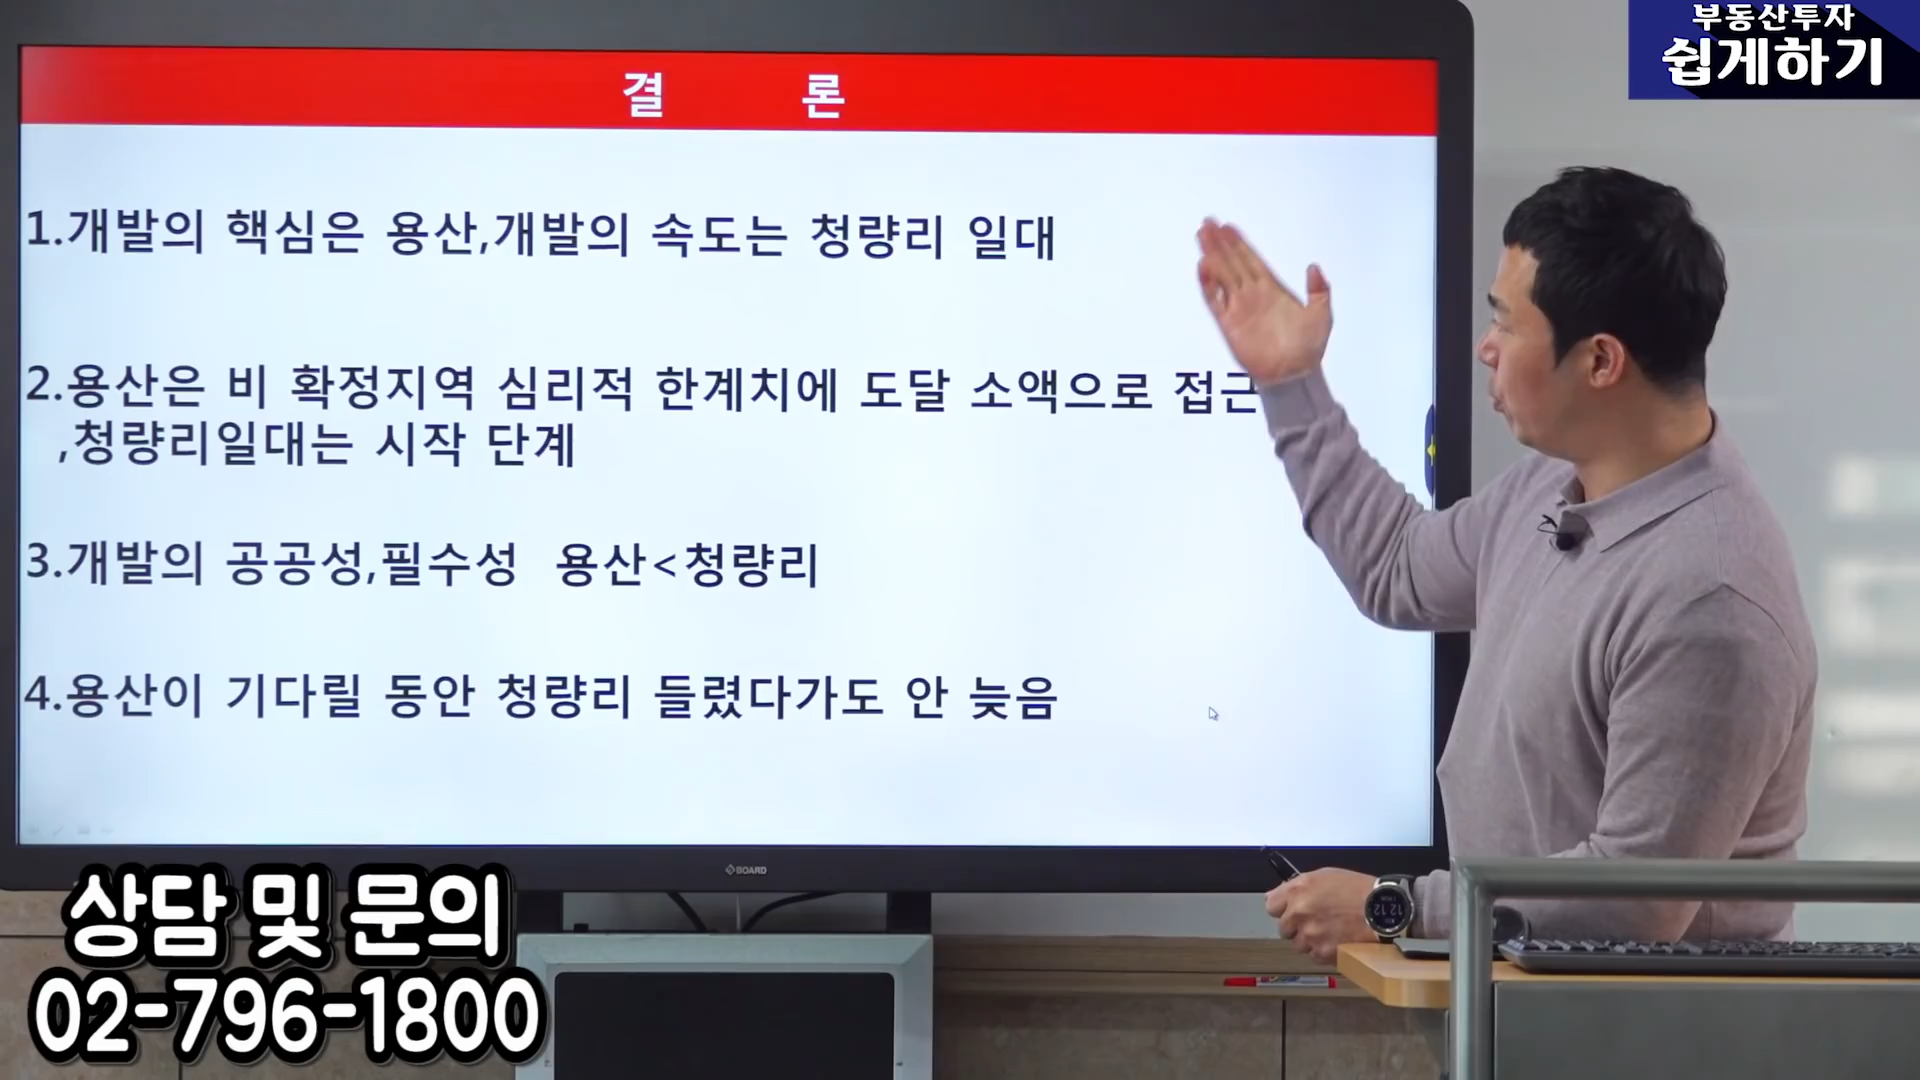 부동산투자
쉽게하기
결 론
1.개발의 핵심은 용산,개발의 속도는 청량리 일대
2.용산은 비 확정지역 심리적 한계치에 도달 소액으로 접근
,청량리일대는 시작 단계
3.개발의 공공성,필수성 용산<청량리
4.용산이 기다릴 동안 청량리 들렸다가도 안 늦음
BOARD
상담 및 문의
02-796-1800
12 12